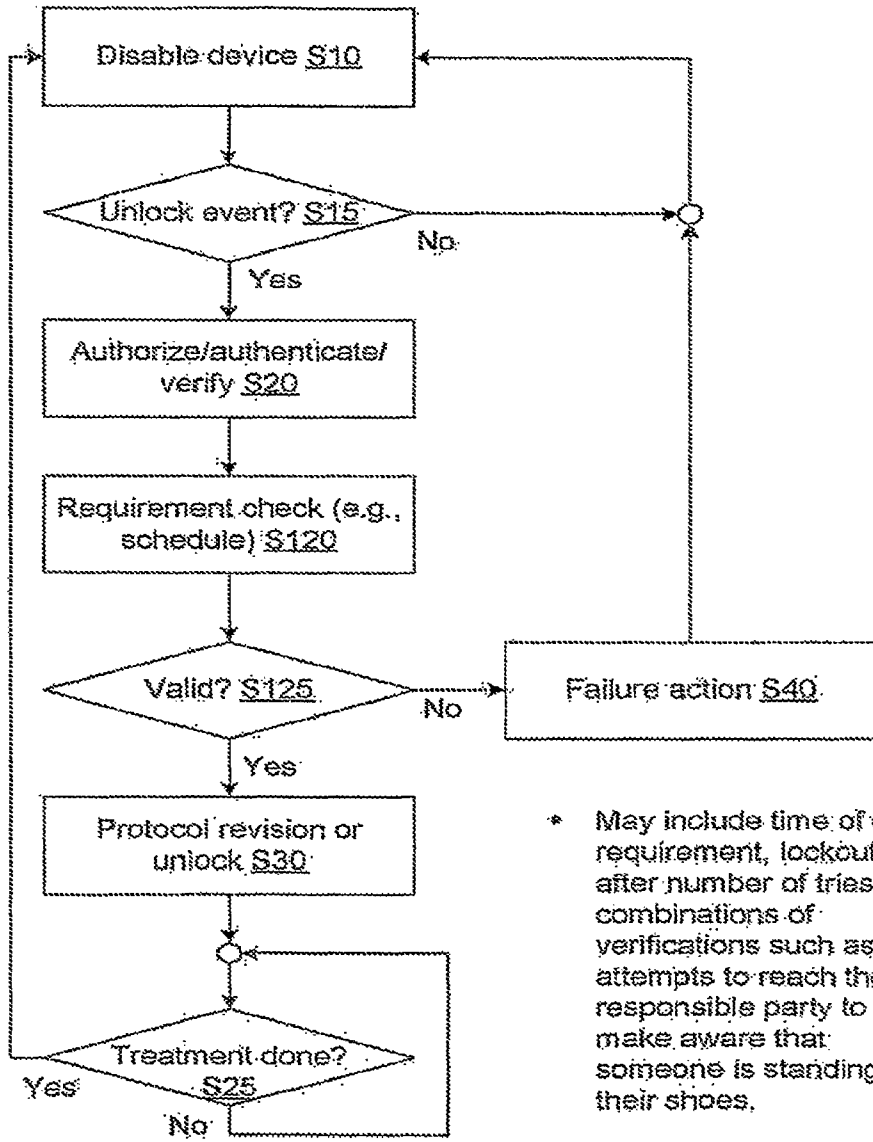 Disable device S10
Unlock event? S15
No
Yes
Authorize/authenticate/
verify S20
Requirement check (e.g.,
schedule) S120
Valid? S125
No
Failure action S40
Yes
Protocol revision or
unlock S30
Treatment done?
S25
Yes
No
• May include time of
requirement, lockout
after number of tries
combinations of
verifications such as
attempts to reach the
responsible party to
make aware that
someone is standing
their shoes.